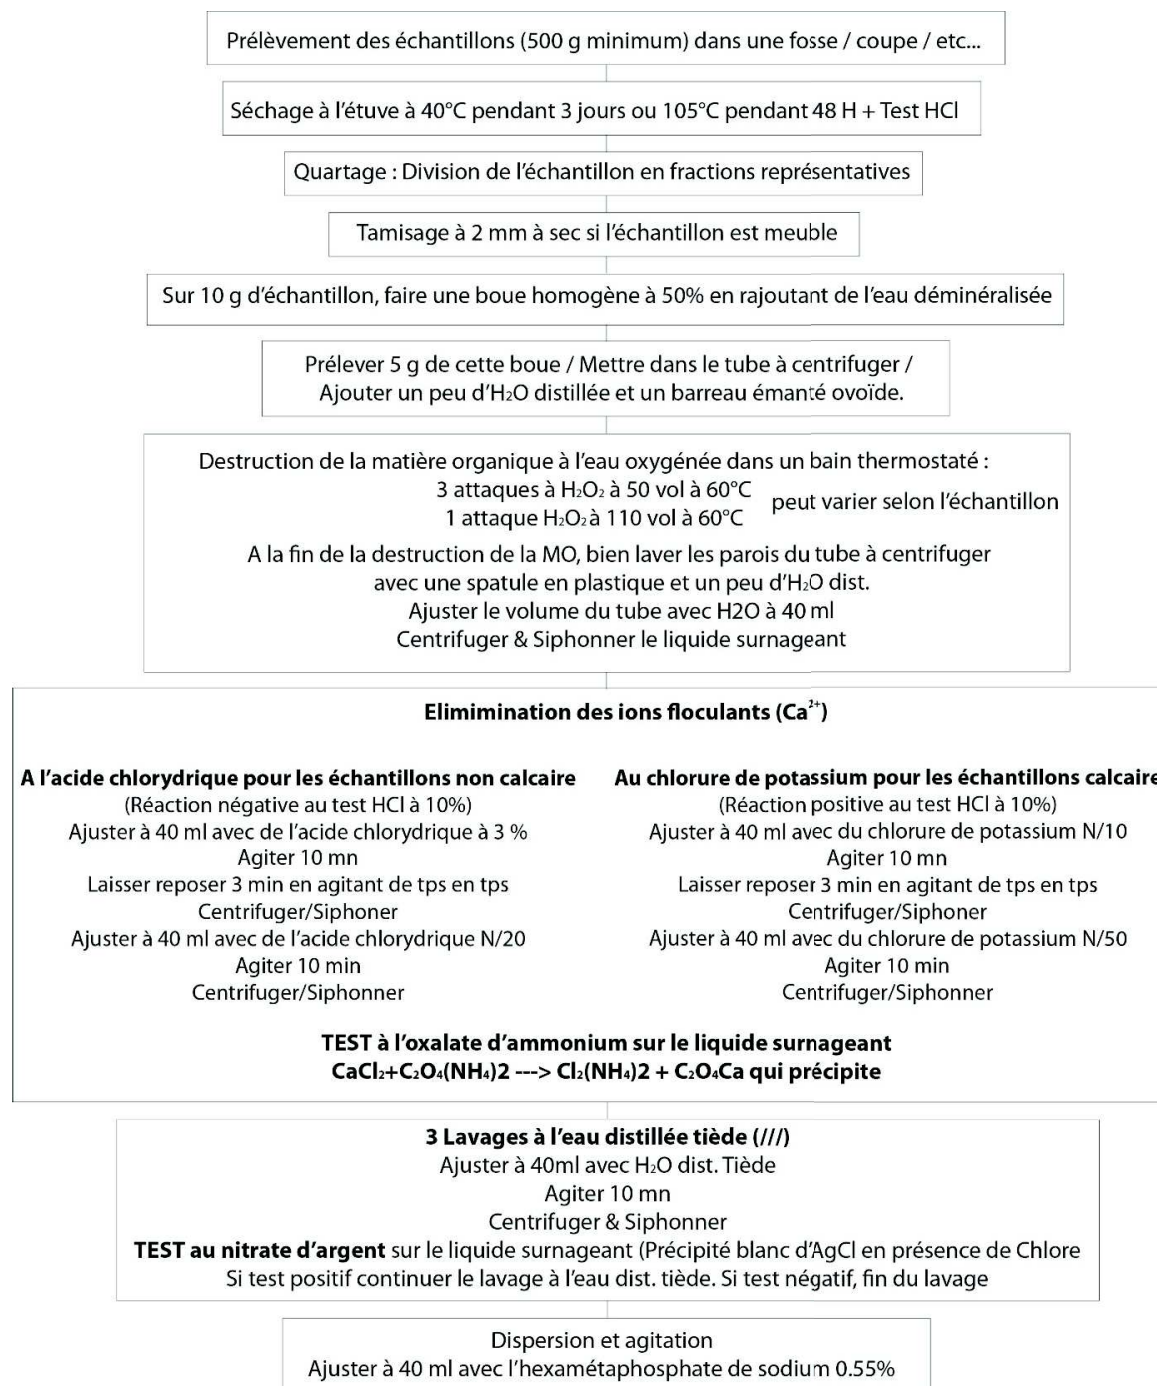 Prélèvement des échantillons (500 g minimum) dans une fosse / coupe / etc...
Séchage à l'étuve à 40°C pendant 3 jours ou 105°C pendant 48 H + Test HCl
Quartage : Division de l'échantillon en fractions représentatives
Tamisage à 2 mm à sec si l'échantillon est meuble
Sur 10 g d'échantillon, faire une boue homogène à 50% en rajoutant de l'eau déminéralisée
Prélever 5 g de cette boue / Mettre dans le tube à centrifuger /
Ajouter un peu d'H₂O distillée et un barreau émanté ovoïde.
Destruction de la matière organique à l'eau oxygénée dans un bain thermostaté :
3 attaques à H₂O₂ à 50 vol à 60°C
1 attaque H₂O₂ à 110 vol à 60°C
peut varier selon l'échantillon
A la fin de la destruction de la MO, bien laver les parois du tube à centrifuger
avec une spatule en plastique et un peu d'H₂O dist.
Ajuster le volume du tube avec H2O à 40 ml
Centrifuger & Siphonner le liquide surnageant
Elimimination des ions floculants (Ca²⁺)
A l'acide chlorydrique pour les échantillons non calcaire
(Réaction négative au test HCl à 10%)
Ajuster à 40 ml avec de l'acide chlorydrique à 3 %
Agiter 10 mn
Laisser reposer 3 min en agitant de tps en tps
Centrifuger/Siphoner
Ajuster à 40 ml avec de l'acide chlorydrique N/20
Agiter 10 min
Centrifuger/Siphonner
Au chlorure de potassium pour les échantillons calcaire
(Réaction positive au test HCl à 10%)
Ajuster à 40 ml avec du chlorure de potassium N/10
Agiter 10 mn
Laisser reposer 3 min en agitant de tps en tps
Centrifuger/Siphoner
Ajuster à 40 ml avec du chlorure de potassium N/50
Agiter 10 min
Centrifuger/Siphonner
TEST à l'oxalate d'ammonium sur le liquide surnageant
CaCl₂+C₂O₄(NH₄)2 ---> Cl₂(NH₄)2 + C₂O₄Ca qui précipite
3 Lavages à l'eau distillée tiède (///)
Ajuster à 40ml avec H₂O dist. Tiède
Agiter 10 mn
Centrifuger & Siphonner
TEST au nitrate d'argent sur le liquide surnageant (Précipité blanc d'AgCl en présence de Chlore
Si test positif continuer le lavage à l'eau dist. tiède. Si test négatif, fin du lavage
Dispersion et agitation
Ajuster à 40 ml avec l'hexamétaphosphate de sodium 0.55%